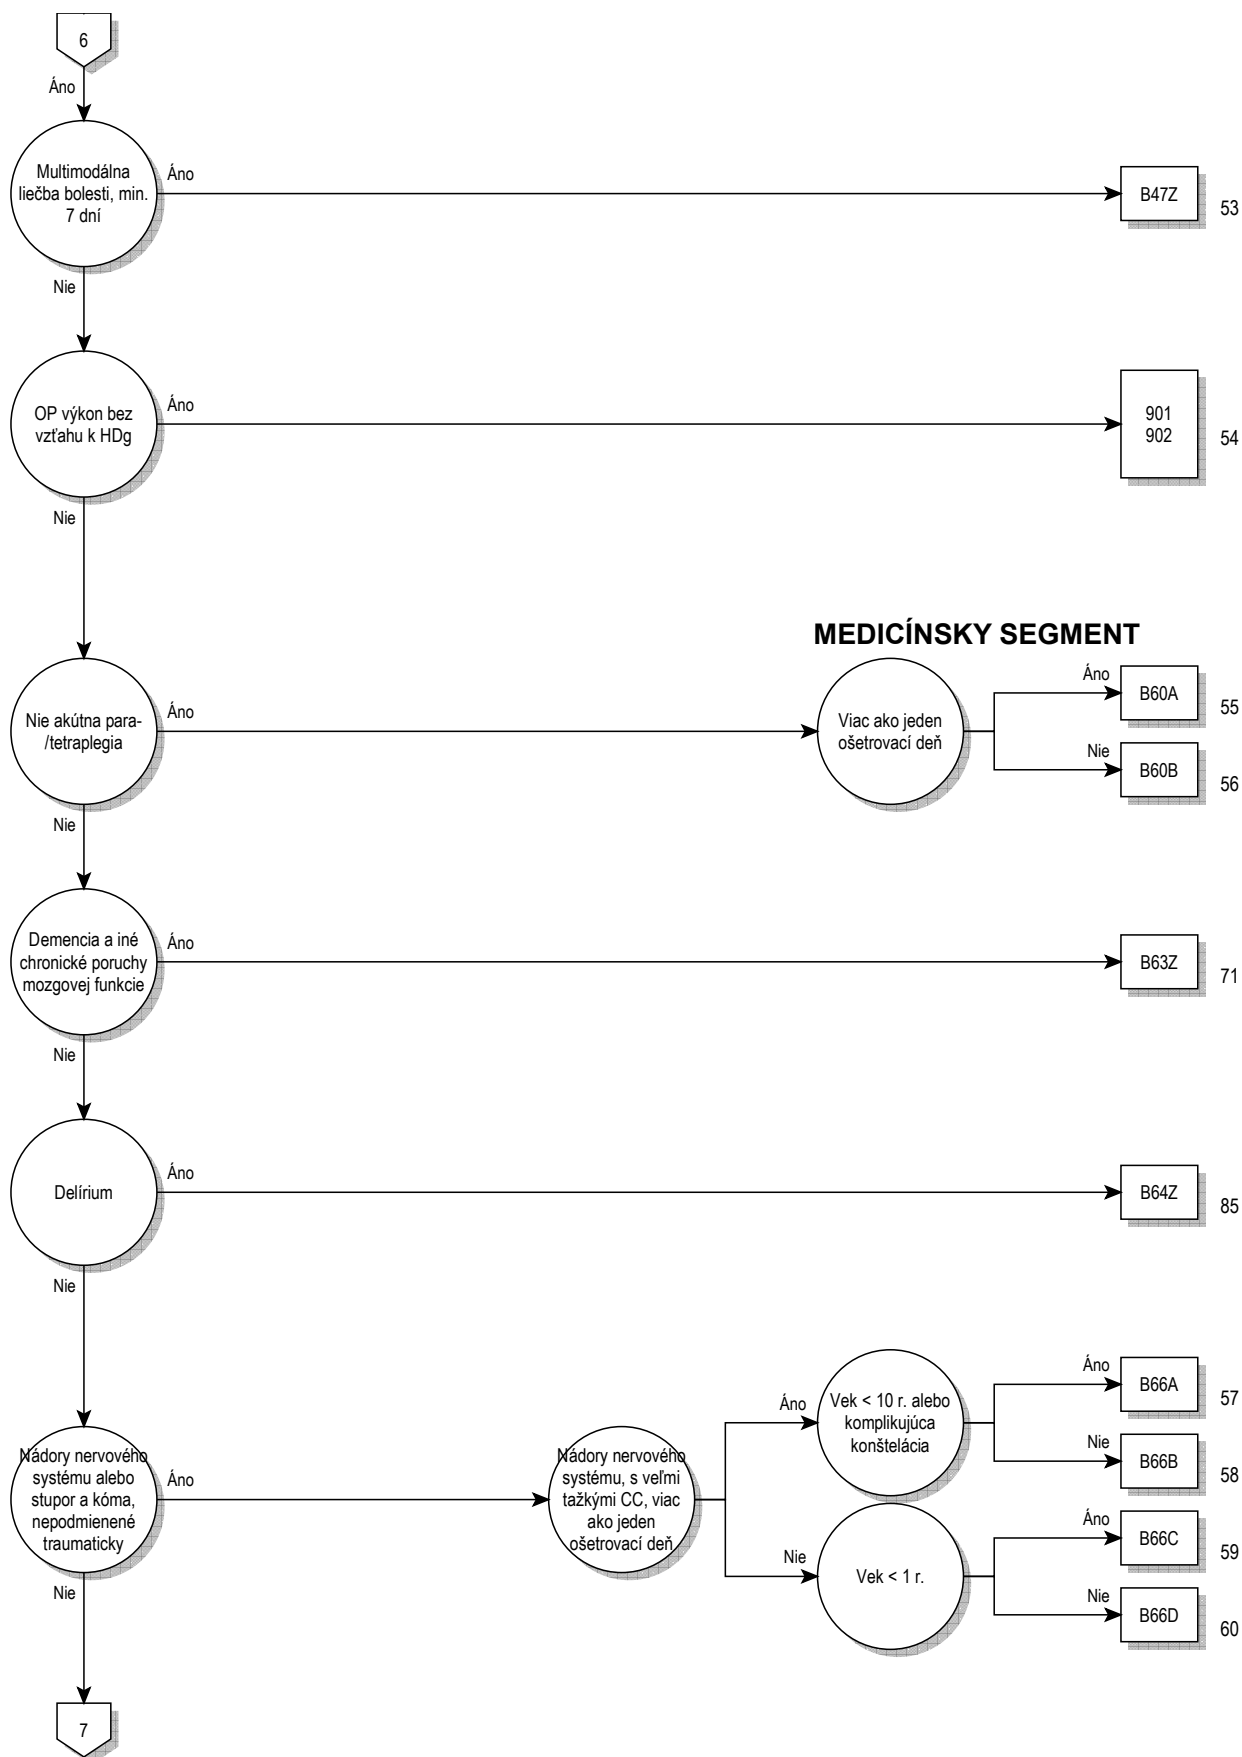 6
Áno
Multimodálna
liečba bolesti, min.
7 dní
Áno
B47Z
53
Nie
OP výkon bez
vzťahu k HDg
Áno
901
902
54
Nie
MEDICÍNSKY SEGMENT
Nie akútna para-
/tetraplegia
Áno
Viac ako jeden
ošetrovací deň
Áno
B60A
55
Nie
B60B
56
Nie
Demencia a iné
chronické poruchy
mozgovej funkcie
Áno
B63Z
71
Nie
Delírium
Áno
B64Z
85
Nie
Nádory nervového
systému alebo
stupor a kóma,
nepodmienené
traumaticky
Áno
Nádory nervového
systému, s veľmi
tažkými CC, viac
ako jeden
ošetrovací deň
Áno
Vek < 10 r. alebo
komplikujúca
konštelácia
Áno
B66A
57
Nie
B66B
58
Nie
Vek < 1 r.
Áno
B66C
59
Nie
B66D
60
Nie
7